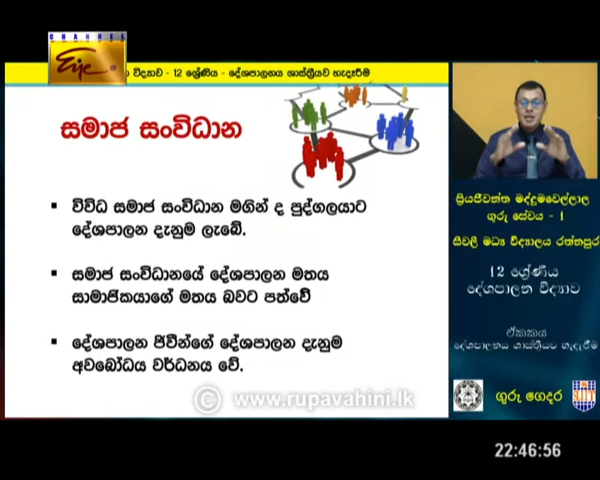 CHANNEL
Eye
විද්‍යාව - 12 ශ්‍රේණිය - දේශපාලනය ශාස්ත්‍රීයව හැදෑරීම
සමාජ සංවිධාන
▪ විවිධ සමාජ සංවිධාන මගින් ද පුද්ගලයාට
දේශපාලන දැනුම ලැබේ.
▪ සමාජ සංවිධානයේ දේශපාලන මතය
සාමාජිකයාගේ මතය බවට පත්වේ
▪ දේශපාලන ජීවීන්ගේ දේශපාලන දැනුම
අවබෝධය වර්ධනය වේ.
© www.rupavahini.lk
ප්‍රියජීවන්ත මද්දුමවෙල්ලාල
ගුරු සේවය - 1
සීවලී මධ්‍ය විද්‍යාලය රත්නපුර
12 ශ්‍රේණිය
දේශපාලන විද්‍යාව
ඒකකය
දේශපාලනය ශාස්ත්‍රීයව හැදෑරීම
ගුරු ගෙදර
22:46:56